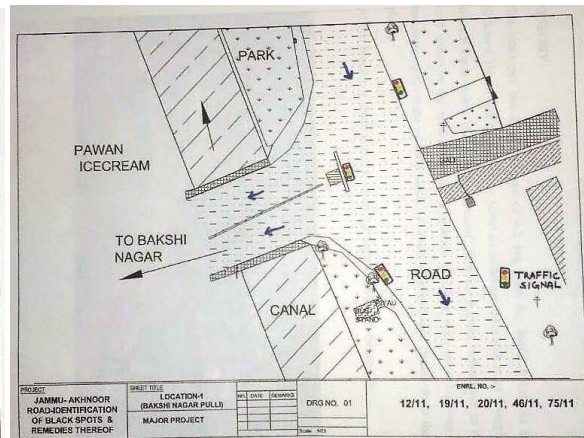 PARK
PAWAN
ICECREAM
TO BAKSHI
NAGAR
CANAL
BUS
STAND
ROAD
TRAFFIC
SIGNAL
PROJECT
JAMMU- AKHNOOR
ROAD-IDENTIFICATION
OF BLACK SPOTS &
REMEDIES THEREOF
SHEET TITLE
LOCATION-1
(BAKSHI NAGAR PULLI)
MAJOR PROJECT
NO. DATE REMARKS
DRG NO. 01
Scale NTS
ENRL. NO. :-
12/11, 19/11, 20/11, 46/11, 75/11